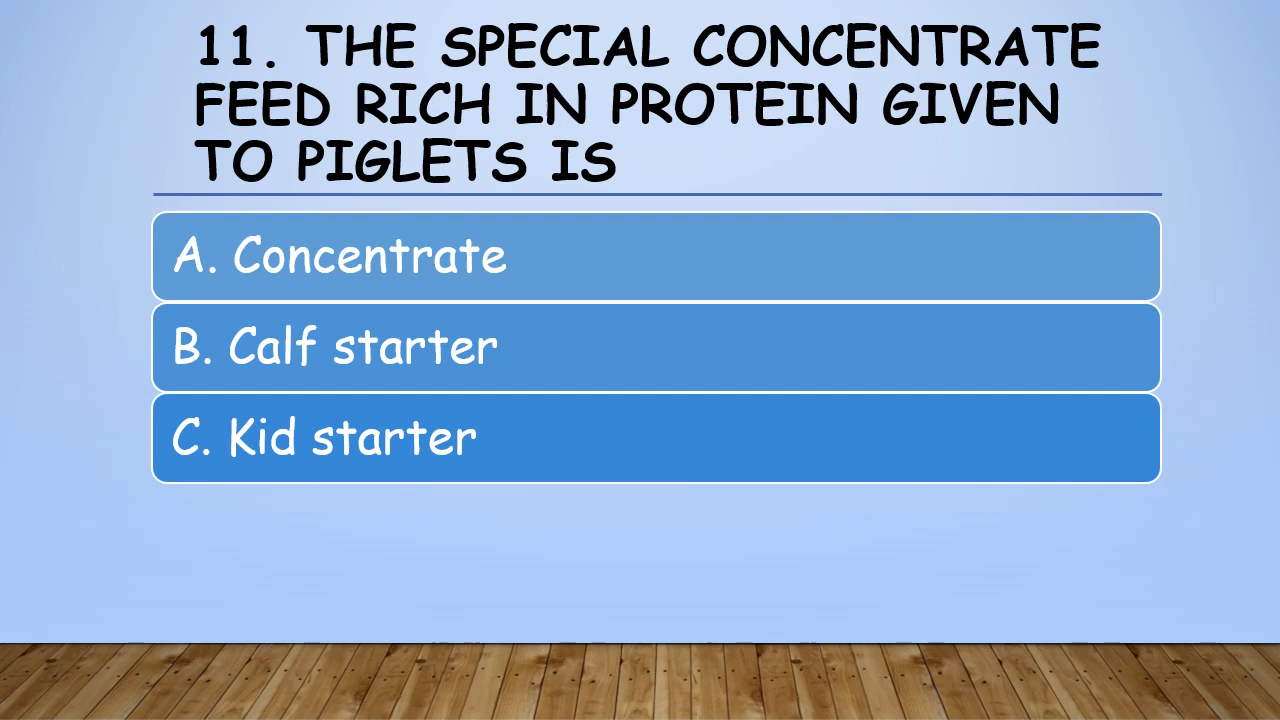 11. THE SPECIAL CONCENTRATE
FEED RICH IN PROTEIN GIVEN
TO PIGLETS IS
A. Concentrate
B. Calf starter
C. Kid starter